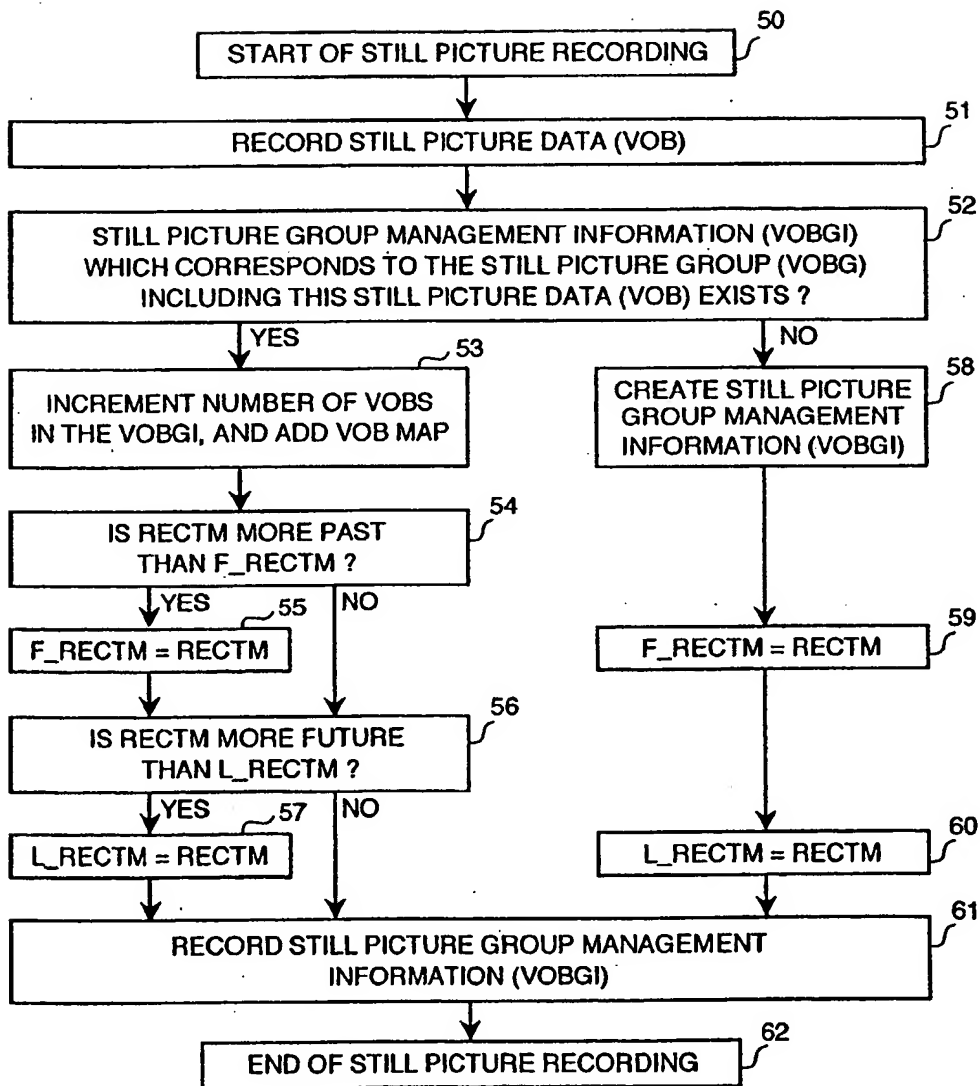 50
START OF STILL PICTURE RECORDING
51
RECORD STILL PICTURE DATA (VOB)
52
STILL PICTURE GROUP MANAGEMENT INFORMATION (VOBGI)
WHICH CORRESPONDS TO THE STILL PICTURE GROUP (VOBG)
INCLUDING THIS STILL PICTURE DATA (VOB) EXISTS ?
YES
NO
53
INCREMENT NUMBER OF VOBS
IN THE VOBGI, AND ADD VOB MAP
58
CREATE STILL PICTURE
GROUP MANAGEMENT
INFORMATION (VOBGI)
54
IS RECTM MORE PAST
THAN F_RECTM ?
YES
NO
55
F_RECTM = RECTM
59
F_RECTM = RECTM
56
IS RECTM MORE FUTURE
THAN L_RECTM ?
YES
NO
57
L_RECTM = RECTM
60
L_RECTM = RECTM
61
RECORD STILL PICTURE GROUP MANAGEMENT
INFORMATION (VOBGI)
62
END OF STILL PICTURE RECORDING